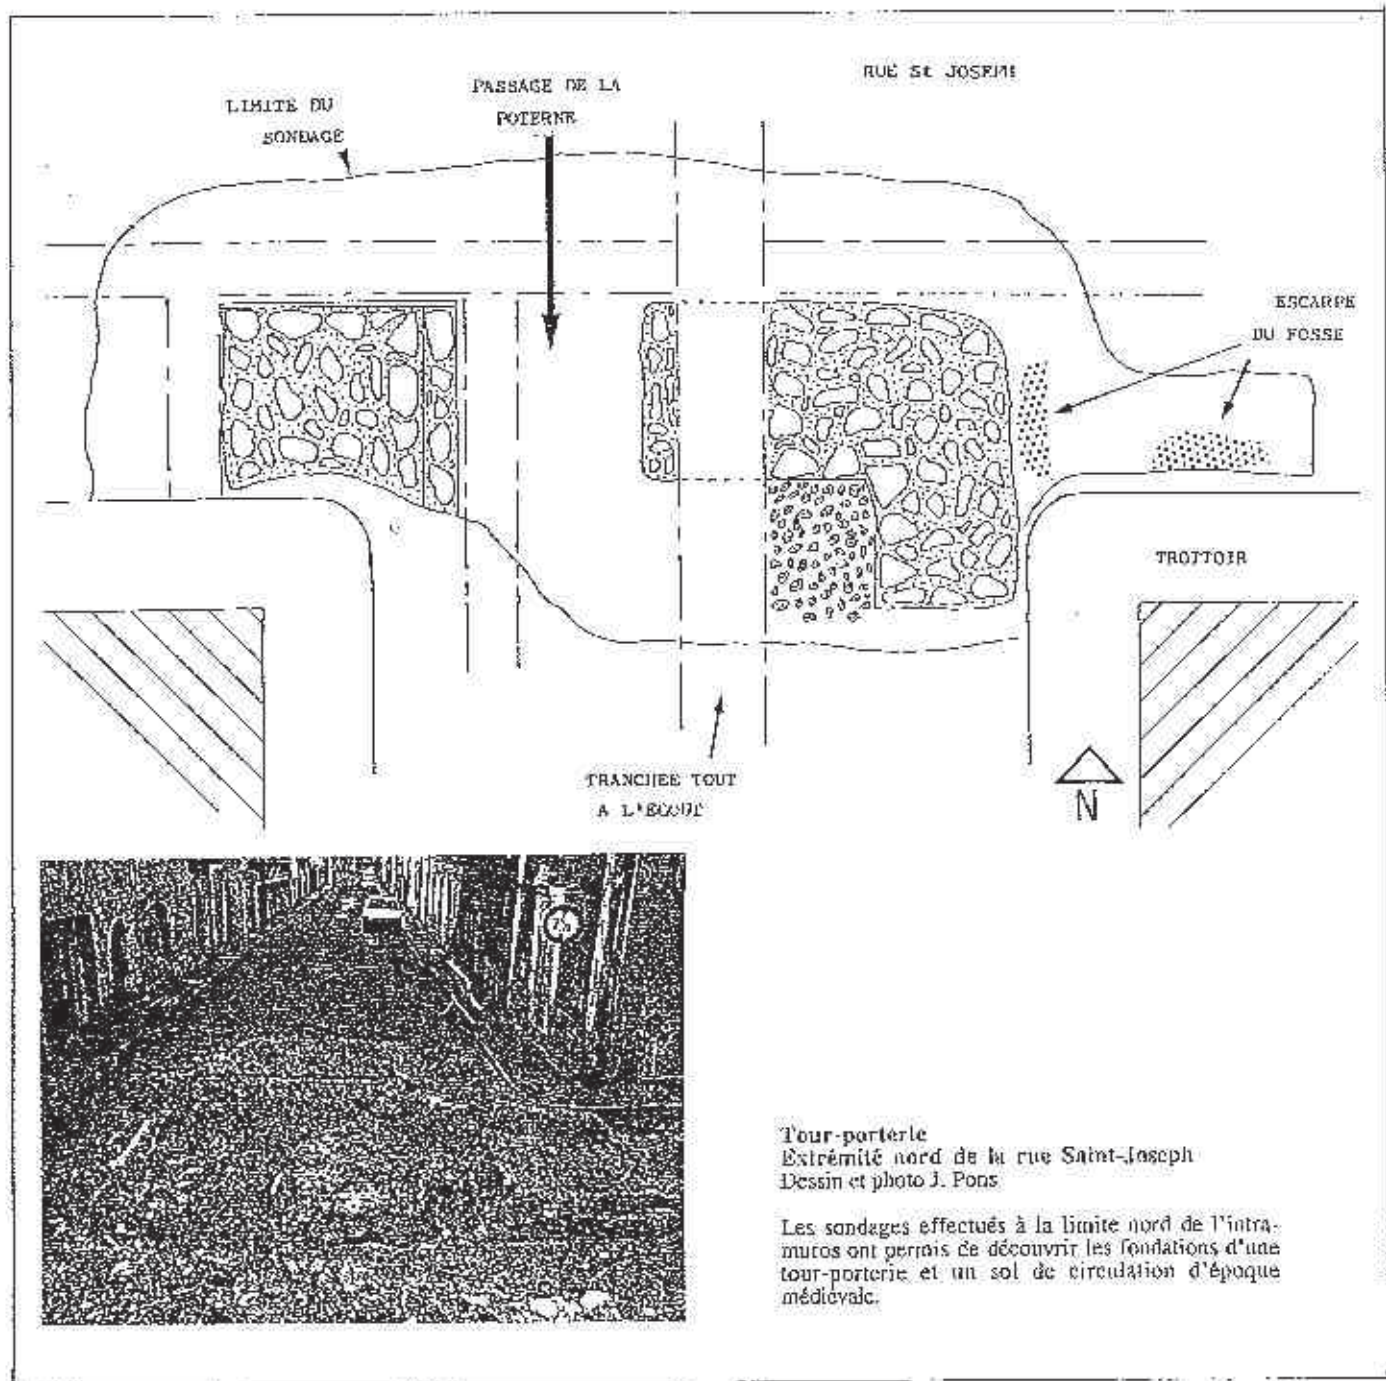 RUE St JOSEPH
PASSAGE DE LA
POTERNE
LIMITE DU
SONDAGE
ESCARPE
DU FOSSE
TROTTOIR
TRANCHEE TOUT
A L'EGOUT
N
Tour-porterie
Extrémité nord de la rue Saint-Joseph
Dessin et photo J. Pons
Les sondages effectués à la limite nord de l'intra-
muros ont permis de découvrir les fondations d'une
tour-porterie et un sol de circulation d'époque
médiévale.